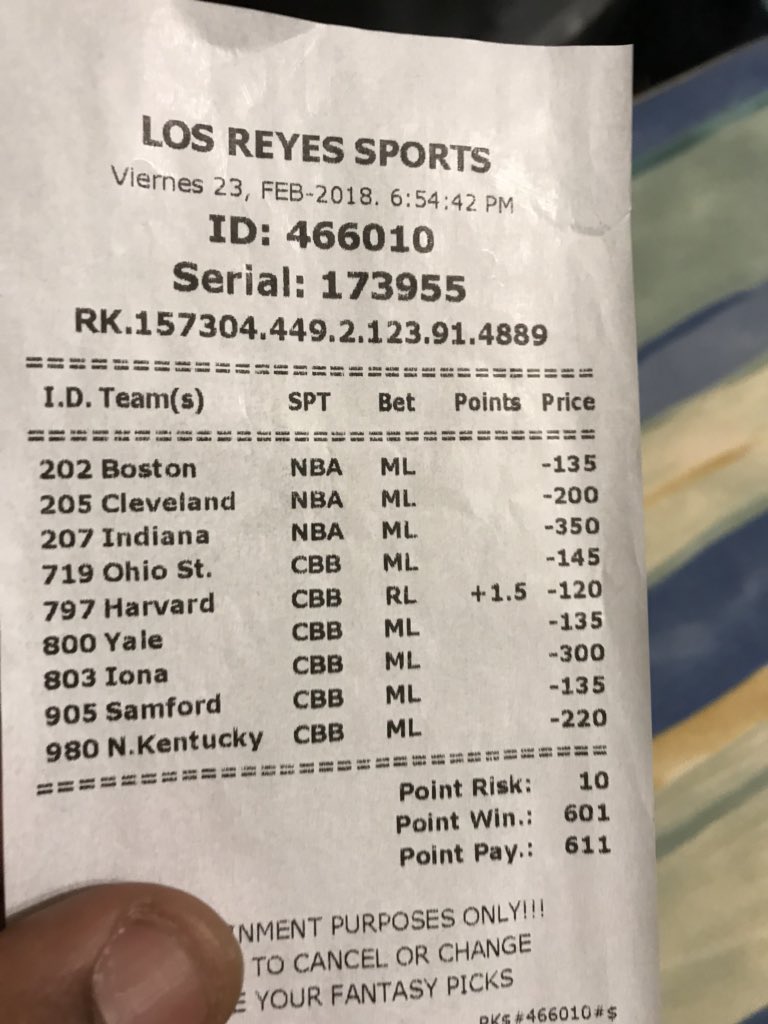 LOS REYES SPORTS
Viernes 23, FEB-2018. 6:54:42 PM
ID: 466010
Serial: 173955
RK.157304.449.2.123.91.4889
I.D. Team(s) SPT Bet Points Price
202 Boston NBA ML -135
205 Cleveland NBA ML -200
207 Indiana NBA ML -350
719 Ohio St. CBB ML -145
797 Harvard CBB RL +1.5 -120
800 Yale CBB ML -135
803 Iona CBB ML -300
905 Samford CBB ML -135
980 N.Kentucky CBB ML -220
Point Risk: 10
Point Win.: 601
Point Pay.: 611
PURPOSES ONLY!!!
TO CANCEL OR CHANGE
YOUR FANTASY PICKS